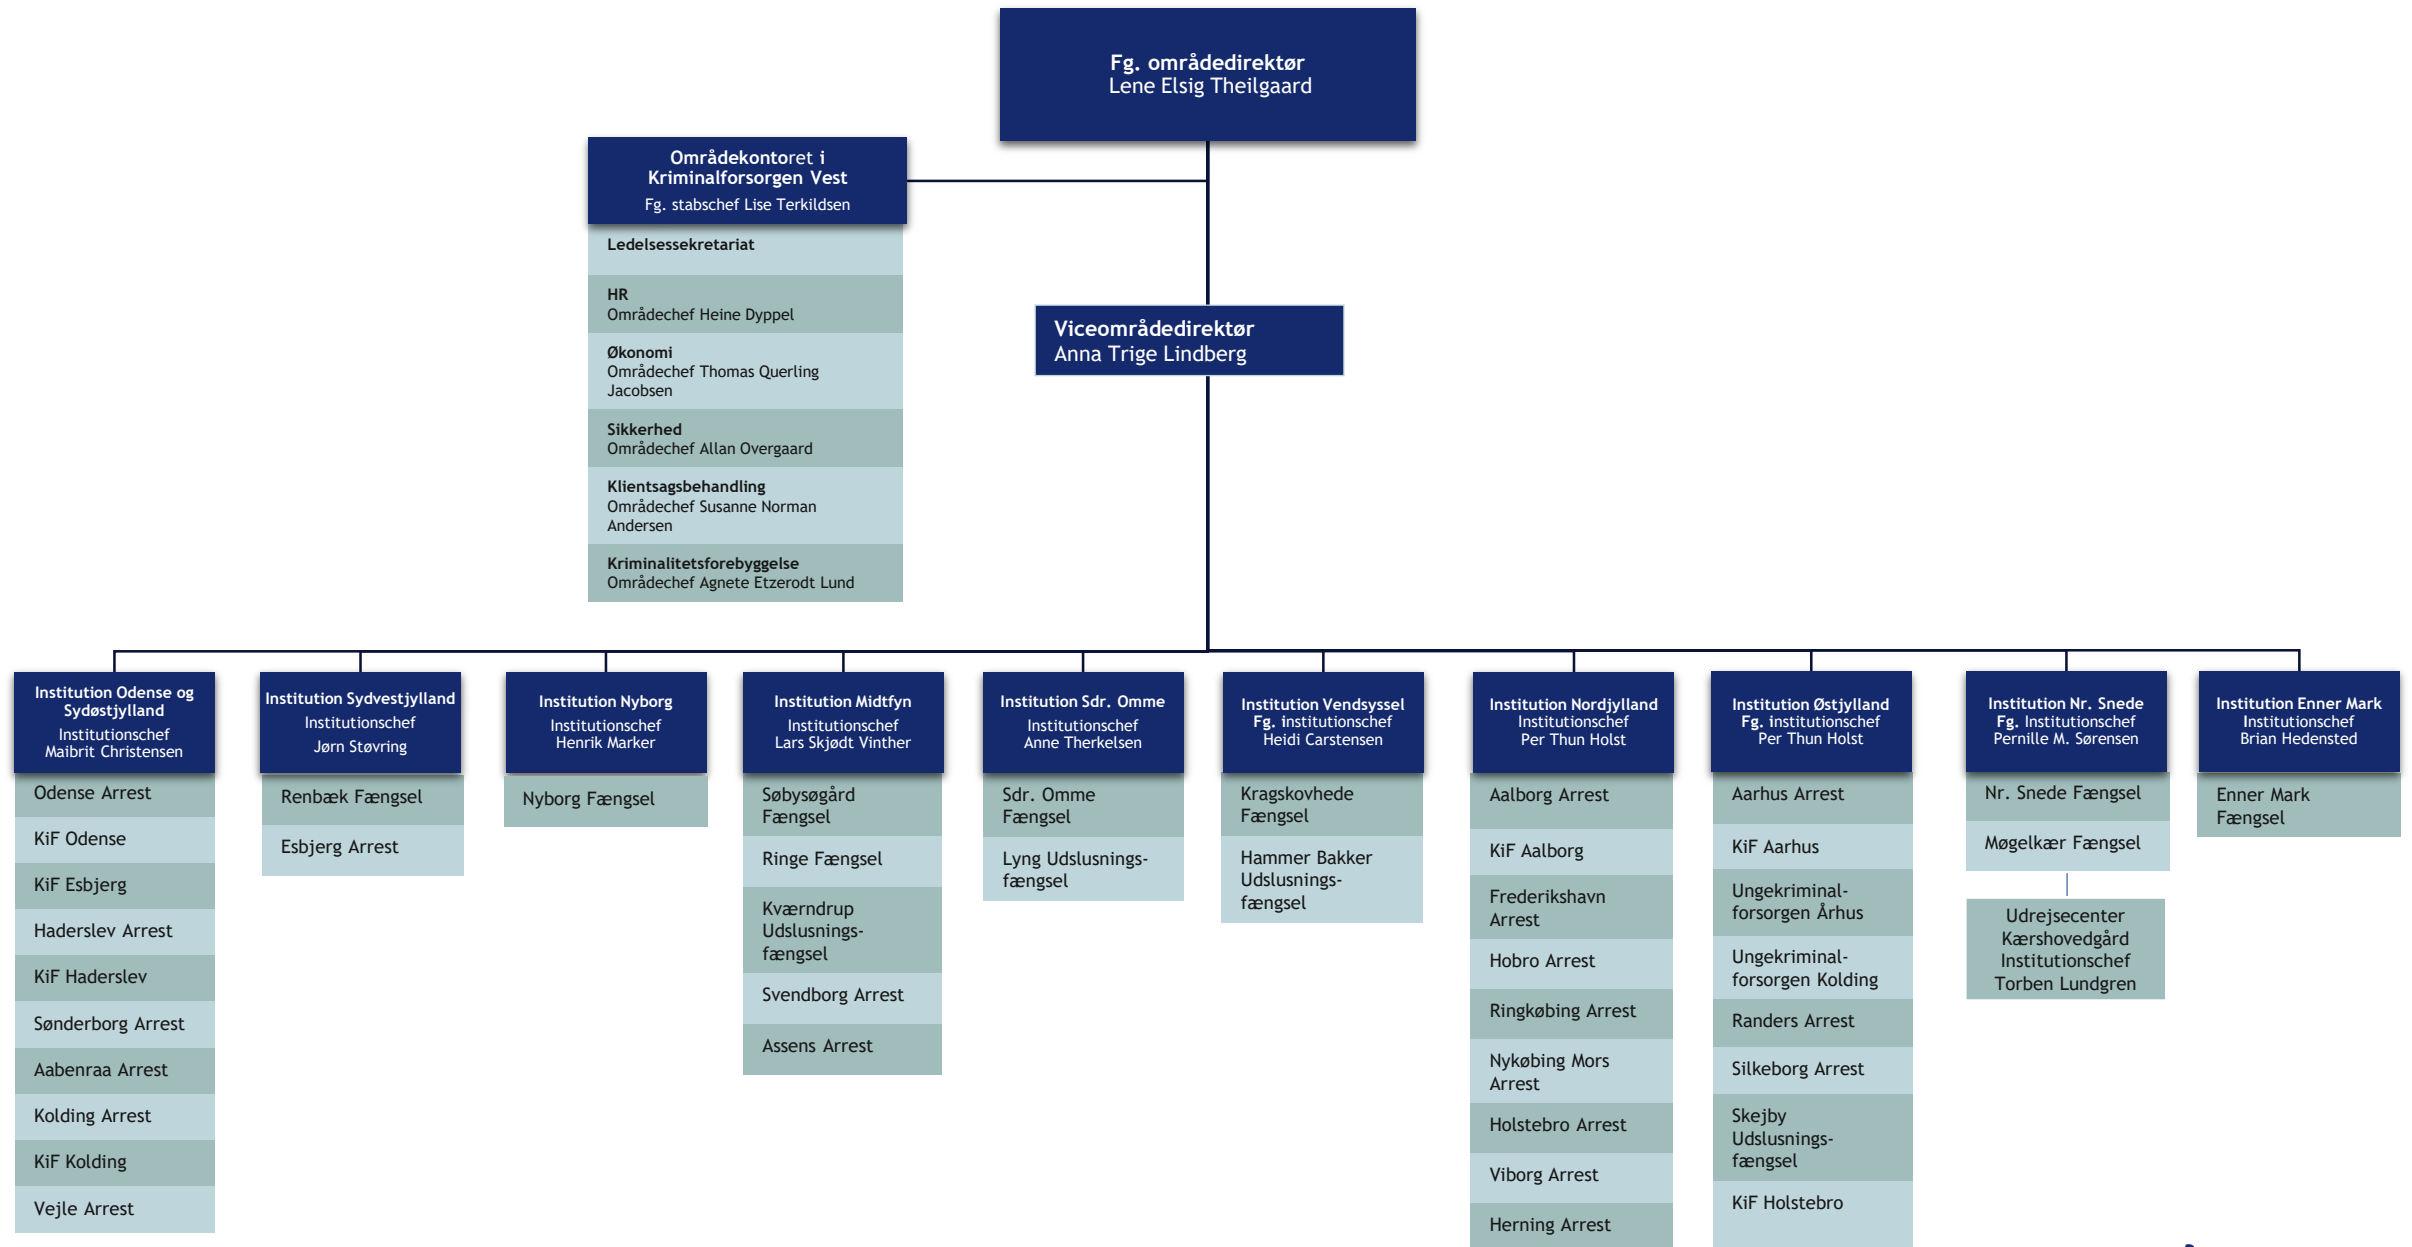 Fg. områdedirektør
Lene Elsig Theilgaard
Områdekontoret i
Kriminalforsorgen Vest
Fg. stabschef Lise Terkildsen
Ledelsessekretariat
HR
Områdechef Heine Dyppel
Økonomi
Områdechef Thomas Querling
Jacobsen
Sikkerhed
Områdechef Allan Overgaard
Klientsagsbehandling
Områdechef Susanne Norman
Andersen
Kriminalitetsforebyggelse
Områdechef Agnete Etzerodt Lund
Viceområdedirektør
Anna Trige Lindberg
Institution Odense og
Sydøstjylland
Institutionschef
Maibrit Christensen
Odense Arrest
KiF Odense
KiF Esbjerg
Haderslev Arrest
KiF Haderslev
Sønderborg Arrest
Aabenraa Arrest
Kolding Arrest
KiF Kolding
Vejle Arrest
Institution Sydvestjylland
Institutionschef
Jørn Støvring
Renbæk Fængsel
Esbjerg Arrest
Institution Nyborg
Institutionschef
Henrik Marker
Nyborg Fængsel
Institution Midtfyn
Institutionschef
Lars Skjødt Vinther
Søbysøgård
Fængsel
Ringe Fængsel
Kværndrup
Udslusnings-
fængsel
Svendborg Arrest
Assens Arrest
Institution Sdr. Omme
Institutionschef
Anne Therkelsen
Sdr. Omme
Fængsel
Lyng Udslusnings-
fængsel
Institution Vendsyssel
Fg. institutionschef
Heidi Carstensen
Kragskovhede
Fængsel
Hammer Bakker
Udslusnings-
fængsel
Institution Nordjylland
Institutionschef
Per Thun Holst
Aalborg Arrest
KiF Aalborg
Frederikshavn
Arrest
Hobro Arrest
Ringkøbing Arrest
Nykøbing Mors
Arrest
Holstebro Arrest
Viborg Arrest
Herning Arrest
Institution Østjylland
Fg. institutionschef
Per Thun Holst
Aarhus Arrest
KiF Aarhus
Ungekriminal-
forsorgen Århus
Ungekriminal-
forsorgen Kolding
Randers Arrest
Silkeborg Arrest
Skejby
Udslusnings-
fængsel
KiF Holstebro
Institution Nr. Snede
Fg. Institutionschef
Pernille M. Sørensen
Nr. Snede Fængsel
Møgelkær Fængsel
Udrejsecenter
Kærshovedgård
Institutionschef
Torben Lundgren
Institution Enner Mark
Institutionschef
Brian Hedensted
Enner Mark
Fængsel